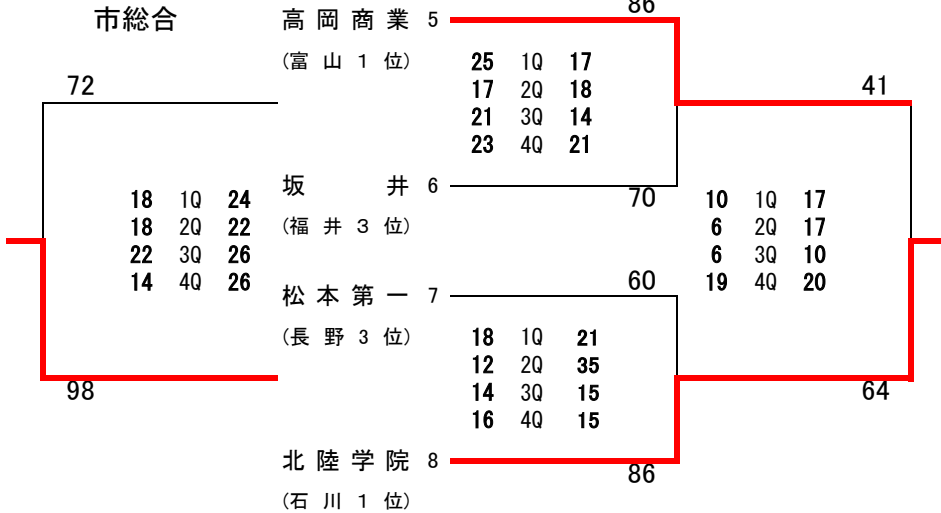 市総合
72
18 1Q 24
18 2Q 22
22 3Q 26
14 4Q 26
98
高岡商業 5
(富山1位)
86
25 1Q 17
17 2Q 18
21 3Q 14
23 4Q 21
坂井 6
(福井3位)
70
松本第一 7
(長野3位)
60
18 1Q 21
12 2Q 35
14 3Q 15
16 4Q 15
北陸学院 8
(石川1位)
86
41
10 1Q 17
6 2Q 17
6 3Q 10
19 4Q 20
64